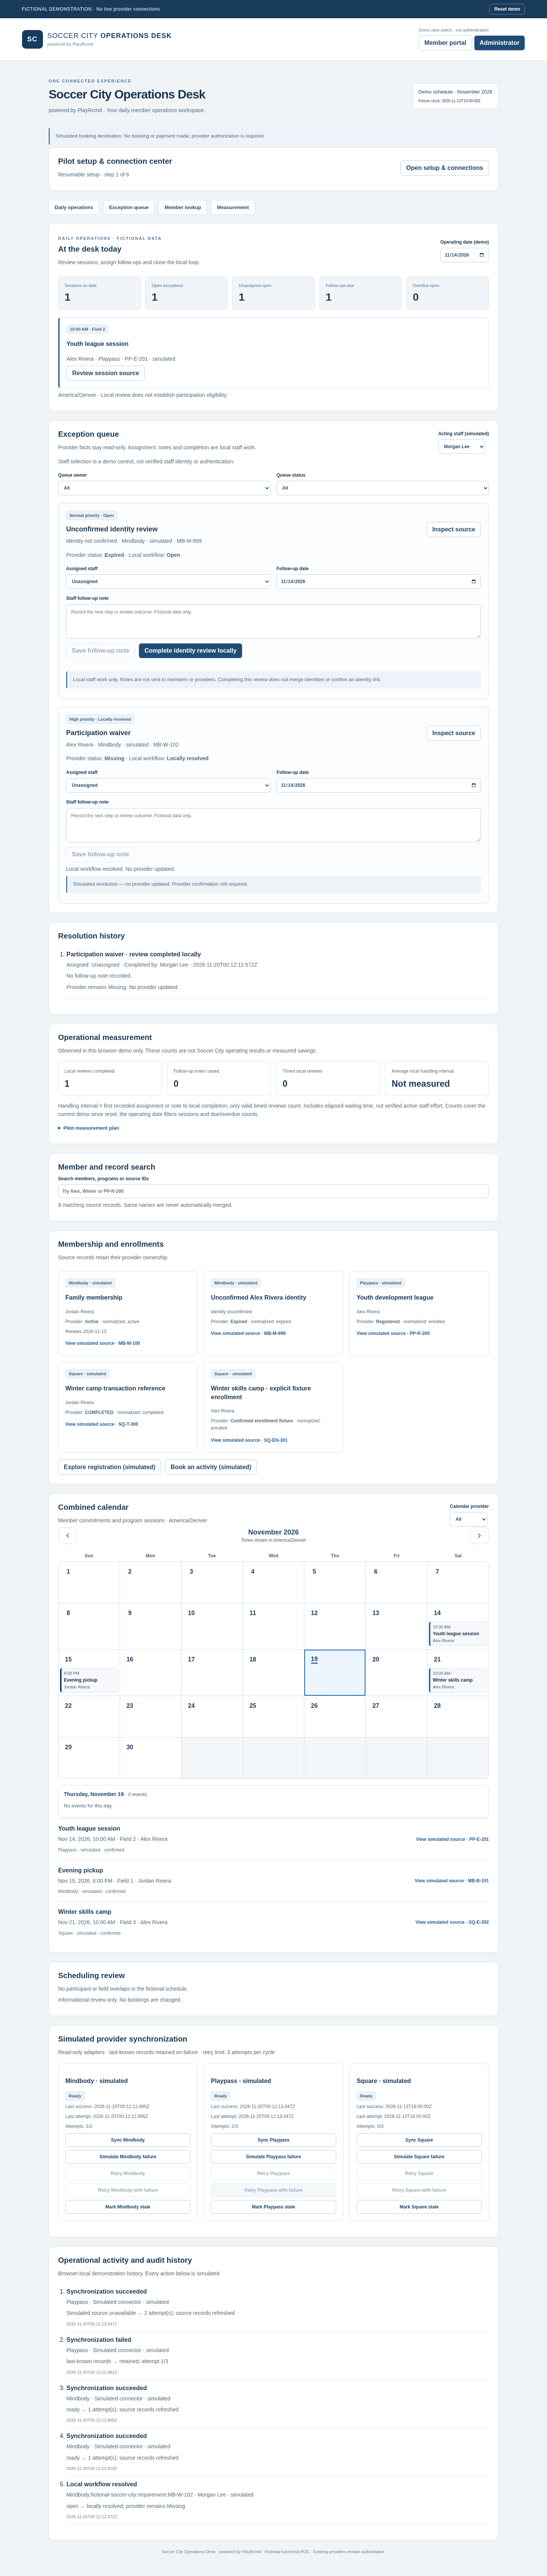 FICTIONAL DEMONSTRATION · No live provider connections
Reset demo
SC
SOCCER CITY OPERATIONS DESK
powered by PlayRcmd
Demo view switch · not authentication
Member portal
Administrator
ONE CONNECTED EXPERIENCE
Soccer City Operations Desk
powered by PlayRcmd · Your daily member operations workspace.
Demo schedule · November 2026
Fixture clock: 2026-11-13T16:00:00Z
Simulated booking destination. No booking or payment made; provider authorization is required.
Pilot setup & connection center
Resumable setup · step 1 of 6
Open setup & connections
Daily operations
Exception queue
Member lookup
Measurement
DAILY OPERATIONS · FICTIONAL DATA
At the desk today
Review sessions, assign follow-ups and close the local loop.
Operating date (demo)
11/14/2026
Sessions on date
1
Open exceptions
1
Unassigned open
1
Follow-ups due
1
Overdue open
0
10:00 AM · Field 2
Youth league session
Alex Rivera · Playpass · PP-E-201 · simulated
Review session source
America/Denver · Local review does not establish participation eligibility.
Exception queue
Provider facts stay read-only. Assignment, notes and completion are local staff work.
Acting staff (simulated)
Morgan Lee
Staff selection is a demo control, not verified staff identity or authentication.
Queue owner
All
Queue status
All
Normal priority · Open
Unconfirmed identity review
Identity not confirmed · Mindbody · simulated · MB-M-999
Inspect source
Provider status: Expired · Local workflow: Open
Assigned staff
Unassigned
Follow-up date
11/14/2026
Staff follow-up note
Record the next step or review outcome. Fictional data only.
Save follow-up note
Complete identity review locally
Local staff work only. Notes are not sent to members or providers. Completing this review does not merge identities or confirm an identity link.
High priority · Locally resolved
Participation waiver
Alex Rivera · Mindbody · simulated · MB-W-102
Inspect source
Provider status: Missing · Local workflow: Locally resolved
Assigned staff
Unassigned
Follow-up date
11/14/2026
Staff follow-up note
Record the next step or review outcome. Fictional data only.
Save follow-up note
Local workflow resolved. No provider updated.
Simulated resolution — no provider updated. Provider confirmation still required.
Resolution history
1. Participation waiver · review completed locally
Assigned: Unassigned · Completed by: Morgan Lee · 2026-11-20T00:12:12.572Z
No follow-up note recorded.
Provider remains Missing. No provider updated.
Operational measurement
Observed in this browser demo only. These counts are not Soccer City operating results or measured savings.
Local reviews completed
1
Follow-up notes saved
0
Timed local reviews
0
Average local handling interval
Not measured
Handling interval = first recorded assignment or note to local completion; only valid timed reviews count. Includes elapsed waiting time, not verified active staff effort. Counts cover the
current demo since reset; the operating date filters sessions and due/overdue counts.
Pilot measurement plan
Member and record search
Search members, programs or source IDs
Try Alex, Winter or PP-R-200
9 matching source records. Same names are never automatically merged.
Membership and enrollments
Source records retain their provider ownership.
Mindbody · simulated
Family membership
Jordan Rivera
Provider: Active · normalized: active
Renews 2026-12-13
View simulated source · MB-M-100
Mindbody · simulated
Unconfirmed Alex Rivera identity
Identity unconfirmed
Provider: Expired · normalized: expired
View simulated source · MB-M-999
Playpass · simulated
Youth development league
Alex Rivera
Provider: Registered · normalized: enrolled
View simulated source · PP-R-200
Square · simulated
Winter camp transaction reference
Jordan Rivera
Provider: COMPLETED · normalized: completed
View simulated source · SQ-T-300
Square · simulated
Winter skills camp · explicit fixture
enrollment
Alex Rivera
Provider: Confirmed enrollment fixture · normalized:
enrolled
View simulated source · SQ-EN-301
Explore registration (simulated)
Book an activity (simulated)
Combined calendar
Member commitments and program sessions · America/Denver
Calendar provider
All
November 2026
Times shown in America/Denver
Sun Mon Tue Wed Thu Fri Sat
1 2 3 4 5 6 7
8 9 10 11 12 13 14
10:00 AM
Youth league session
Alex Rivera
15 16 17 18 19 20 21
6:00 PM
Evening pickup
Jordan Rivera
10:00 AM
Winter skills camp
Alex Rivera
22 23 24 25 26 27 28
29 30
Thursday, November 19 · 0 events
No events for this day.
Youth league session
Nov 14, 2026, 10:00 AM · Field 2 · Alex Rivera
Playpass · simulated · confirmed
View simulated source · PP-E-201
Evening pickup
Nov 15, 2026, 6:00 PM · Field 1 · Jordan Rivera
Mindbody · simulated · confirmed
View simulated source · MB-B-101
Winter skills camp
Nov 21, 2026, 10:00 AM · Field 3 · Alex Rivera
Square · simulated · confirmed
View simulated source · SQ-E-302
Scheduling review
No participant or field overlaps in the fictional schedule.
Informational review only. No bookings are changed.
Simulated provider synchronization
Read-only adapters · last-known records retained on failure · retry limit: 3 attempts per cycle
Mindbody · simulated
Ready
Last success: 2026-11-20T00:12:12.895Z
Last attempt: 2026-11-20T00:12:12.895Z
Attempts: 1/3
Sync Mindbody
Simulate Mindbody failure
Retry Mindbody
Retry Mindbody with failure
Mark Mindbody stale
Playpass · simulated
Ready
Last success: 2026-11-20T00:12:13.047Z
Last attempt: 2026-11-20T00:12:13.047Z
Attempts: 2/3
Sync Playpass
Simulate Playpass failure
Retry Playpass
Retry Playpass with failure
Mark Playpass stale
Square · simulated
Ready
Last success: 2026-11-13T16:00:00Z
Last attempt: 2026-11-13T16:00:00Z
Attempts: 0/3
Sync Square
Simulate Square failure
Retry Square
Retry Square with failure
Mark Square stale
Operational activity and audit history
Browser-local demonstration history. Every action below is simulated.
1. Synchronization succeeded
Playpass · Simulated connector · simulated
Simulated source unavailable → 2 attempt(s); source records refreshed
2026-11-20T00:12:13.047Z
2. Synchronization failed
Playpass · Simulated connector · simulated
last-known records → retained; attempt 1/3
3. Synchronization succeeded
Mindbody · Simulated connector · simulated
ready → 1 attempt(s); source records refreshed
2026-11-20T00:12:12.895Z
4. Synchronization succeeded
Mindbody · Simulated connector · simulated
ready → 1 attempt(s); source records refreshed
5. Local workflow resolved
Mindbody:fictional-soccer-city:requirement:MB-W-102 · Morgan Lee · simulated
open → locally resolved; provider remains Missing
2026-11-20T00:12:12.572Z
Soccer City Operations Desk · powered by PlayRcmd · Fictional functional POC · Existing providers remain authoritative.